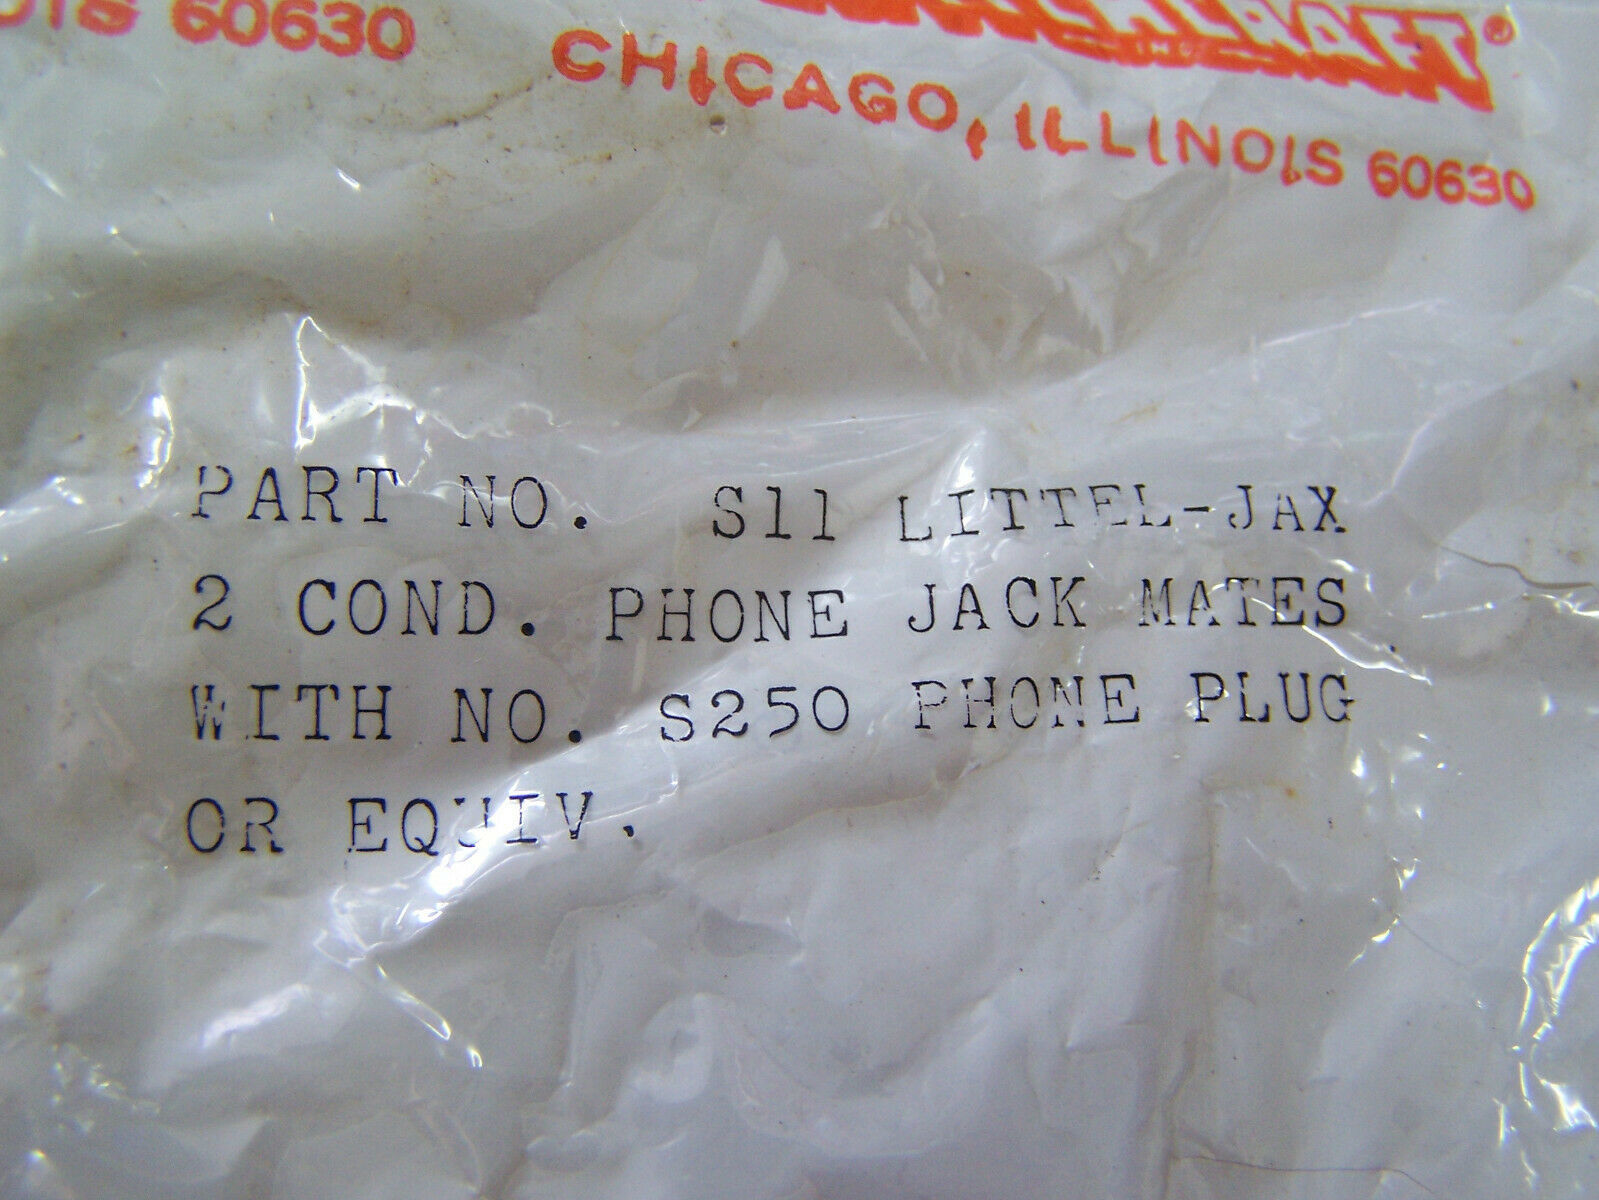 60630
CHICAGO, ILLINOIS 60630
PART NO. S11 LITTEL-JAX
2 COND. PHONE JACK MATES
WITH NO. S250 PHONE PLUG
OR EQUIV.